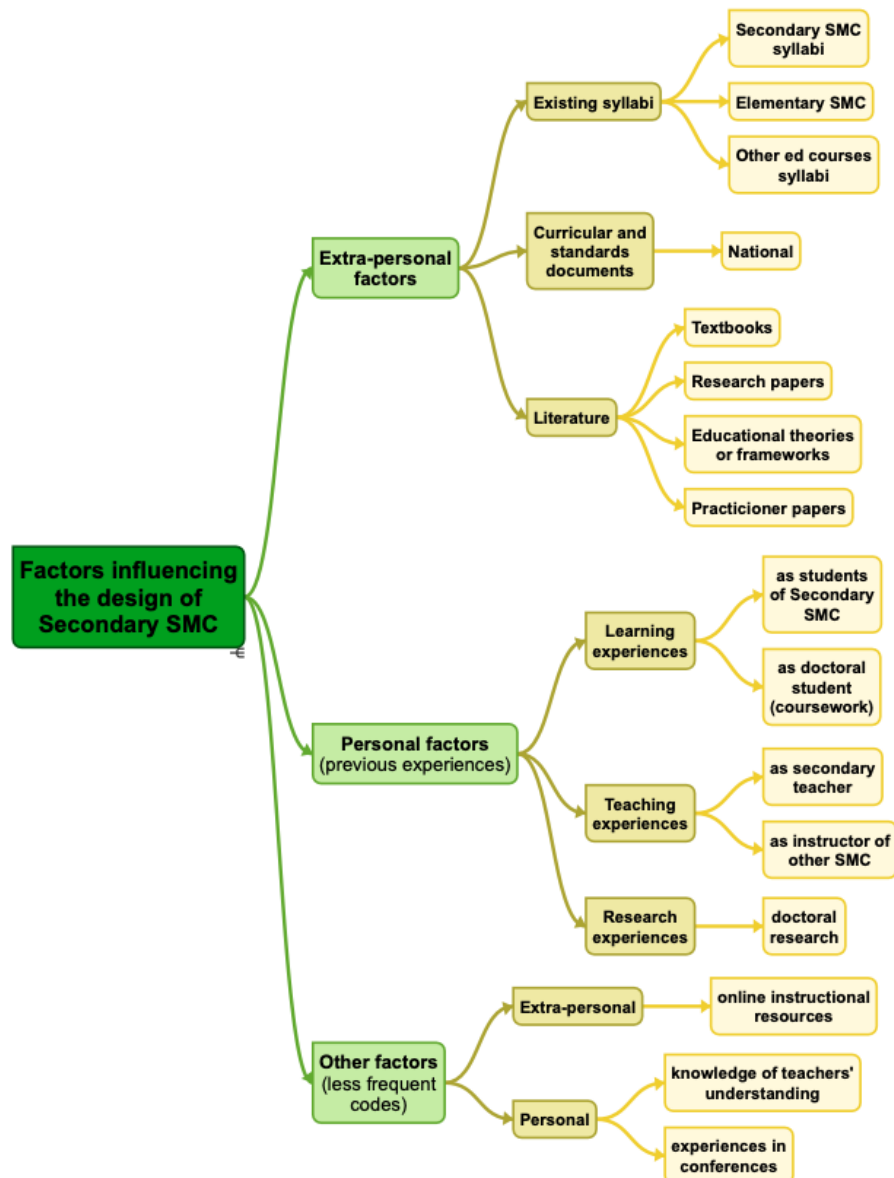 Factors influencing
the design of
Secondary SMC
Extra-personal
factors
Existing syllabi
Secondary SMC
syllabi
Elementary SMC
Other ed courses
syllabi
Curricular and
standards
documents
National
Literature
Textbooks
Research papers
Educational theories
or frameworks
Practicioner papers
Personal factors
(previous experiences)
Learning
experiences
as students
of Secondary
SMC
as doctoral
student
(coursework)
Teaching
experiences
as secondary
teacher
as instructor of
other SMC
Research
experiences
doctoral
research
Other factors
(less frequent
codes)
Extra-personal
online instructional
resources
Personal
knowledge of teachers'
understanding
experiences in
conferences